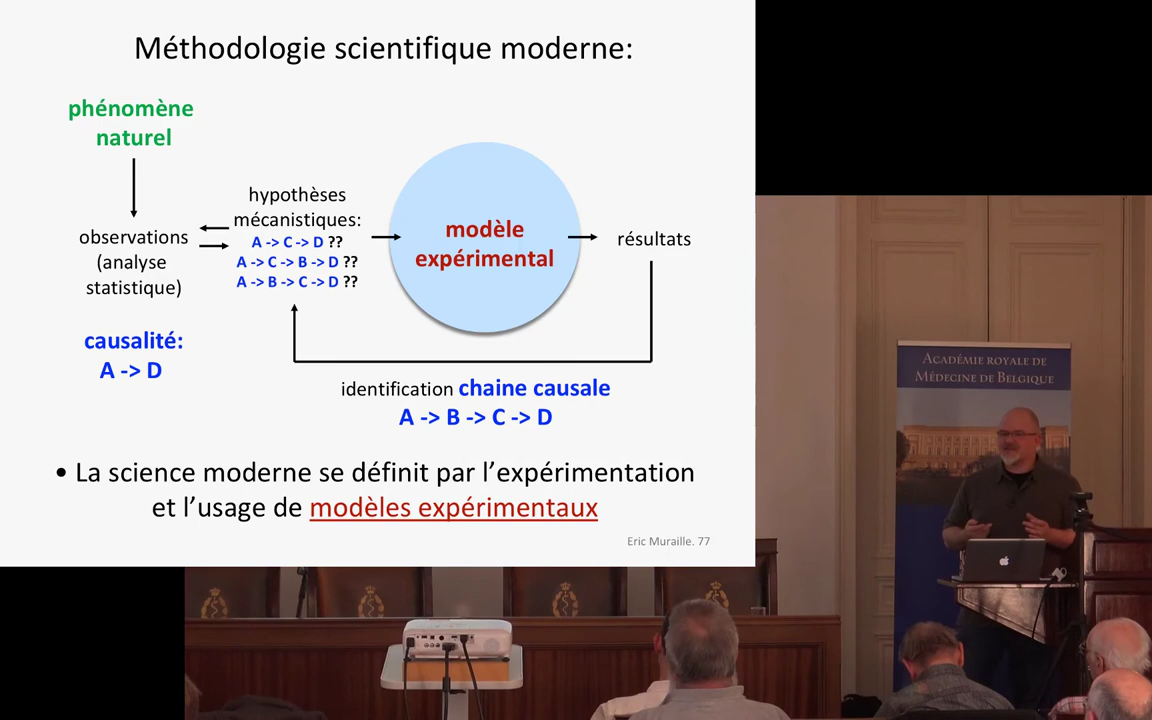 Méthodologie scientifique moderne:
phénomène
naturel
observations
(analyse
statistique)
causalité:
A -> D
hypothèses
mécanistiques:
A -> C -> D ??
A -> C -> B -> D ??
A -> B -> C -> D ??
modèle
expérimental
résultats
identification chaine causale
A -> B -> C -> D
• La science moderne se définit par l’expérimentation
et l’usage de modèles expérimentaux
Eric Muraille. 77
ACADÉMIE ROYALE DE
MÉDECINE DE BELGIQUE